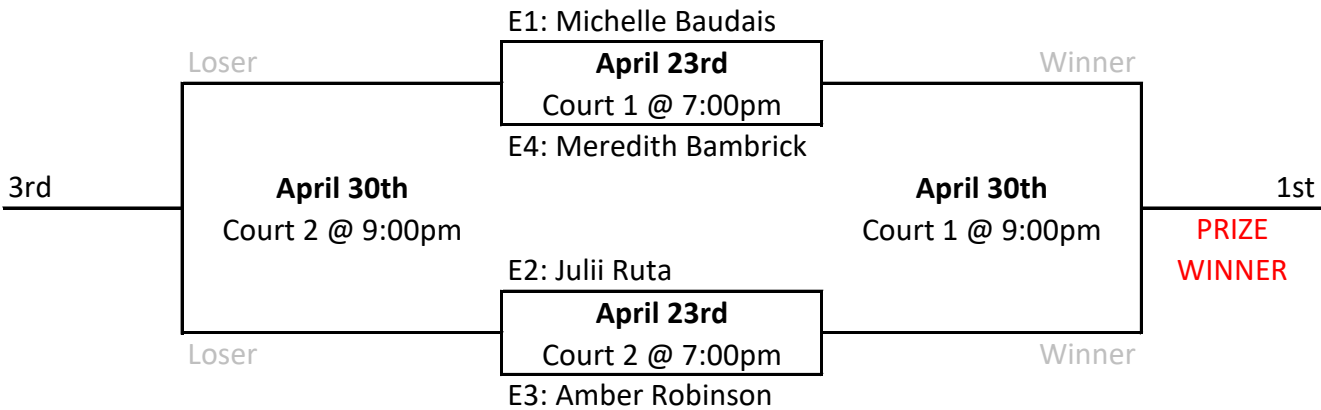 E1: Michelle Baudais
Loser
April 23rd
Winner
Court 1 @ 7:00pm
E4: Meredith Bambrick
3rd
April 30th
April 30th
1st
Court 2 @ 9:00pm
Court 1 @ 9:00pm
PRIZE
WINNER
E2: Julii Ruta
April 23rd
Loser
Court 2 @ 7:00pm
Winner
E3: Amber Robinson